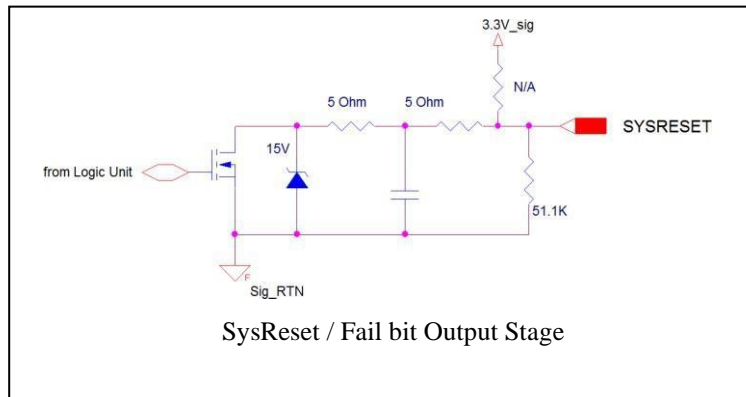 3.3V_sig
N/A
5 Ohm
5 Ohm
SYSRESET
15V
from Logic Unit
51.1K
F
Sig_RTN
SysReset / Fail bit Output Stage